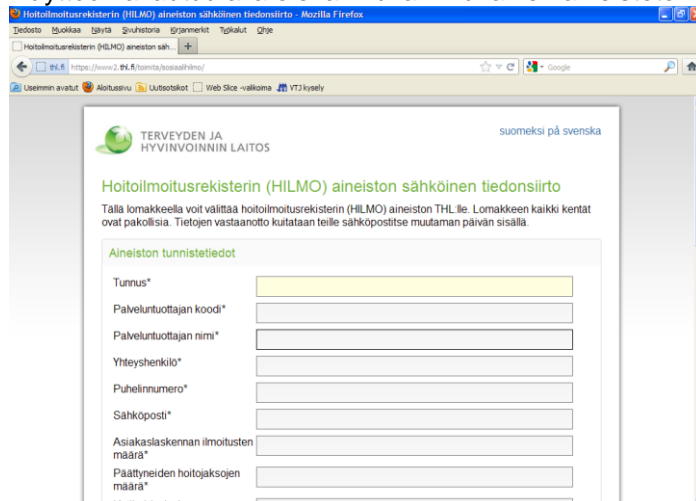 Hoitoilmoitusrekisterin (HILMO) aineiston sähköinen tiedonsiirto - Mozilla Firefox
Tiedosto Muokkaa Näytä Sivuhistoria Kirjanmerkit Työkalut Ohje
Hoitoilmoitusrekisterin (HILMO) aineiston säh...
thl.fi https://www2.thl.fi/toimita/sosiaalihilmo/
Google
Useimmin avatut Aloitussivu Uutisotsikot Web Slice -valikoima VTJ kysely
TERVEYDEN JA
HYVINVOINNIN LAITOS
suomeksi på svenska
Hoitoilmoitusrekisterin (HILMO) aineiston sähköinen tiedonsiirto
Tällä lomakkeella voit välittää hoitoilmoitusrekisterin (HILMO) aineiston THL:lle. Lomakkeen kaikki kentät
ovat pakollisia. Tietojen vastaanotto kuitataan teille sähköpostitse muutaman päivän sisällä.
Aineiston tunnistetiedot
Tunnus*
Palveluntuottajan koodi*
Palveluntuottajan nimi*
Yhteyshenkilö*
Puhelinnumero*
Sähköposti*
Asiakaslaskennan ilmoitusten
määrä*
Päättyneiden hoitojaksojen
määrä*